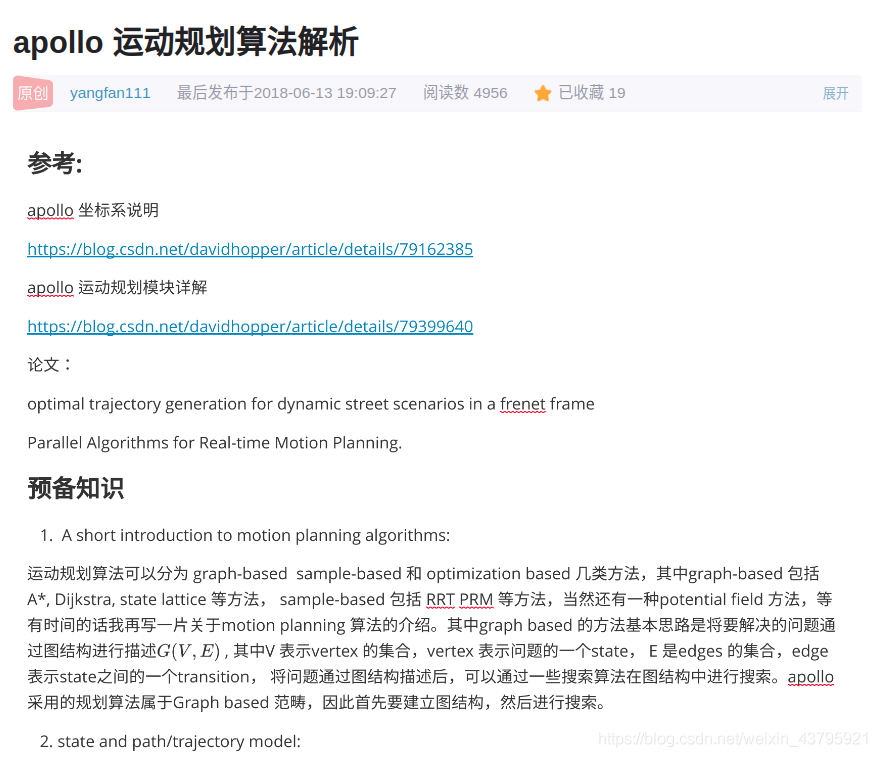 apollo 运动规划算法解析
原创 yangfan111 最后发布于2018-06-13 19:09:27 阅读数 4956 已收藏 19 展开
参考:
apollo 坐标系说明
https://blog.csdn.net/davidhopper/article/details/79162385
apollo 运动规划模块详解
https://blog.csdn.net/davidhopper/article/details/79399640
论文：
optimal trajectory generation for dynamic street scenarios in a frenet frame
Parallel Algorithms for Real-time Motion Planning.
预备知识
1. A short introduction to motion planning algorithms:
运动规划算法可以分为 graph-based sample-based 和 optimization based 几类方法，其中graph-based 包括
A*, Dijkstra, state lattice 等方法， sample-based 包括 RRT PRM 等方法，当然还有一种potential field 方法，等
有时间的话我再写一片关于motion planning 算法的介绍。其中graph based 的方法基本思路是将要解决的问题通
过图结构进行描述G(V, E) , 其中V 表示vertex 的集合，vertex 表示问题的一个state， E 是edges 的集合，edge
表示state之间的一个transition， 将问题通过图结构描述后，可以通过一些搜索算法在图结构中进行搜索。apollo
采用的规划算法属于Graph based 范畴，因此首先要建立图结构，然后进行搜索。
2. state and path/trajectory model:
https://blog.csdn.net/weixin_43795921